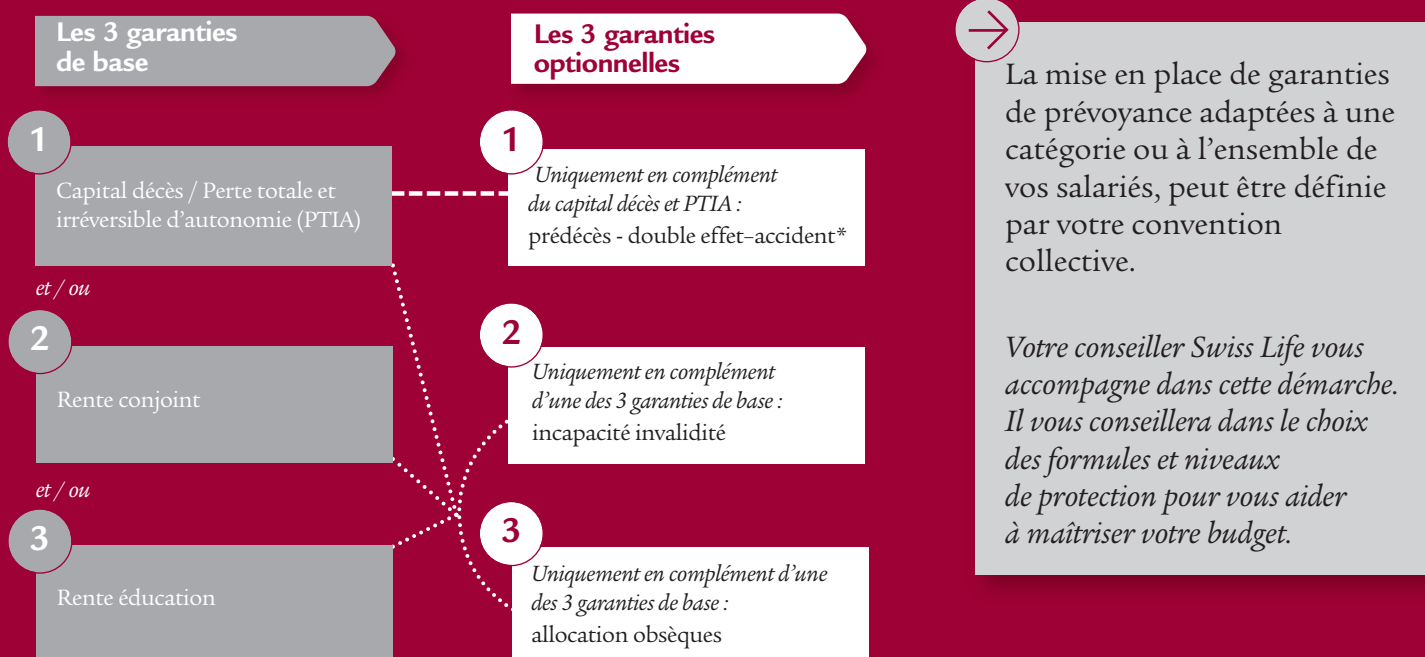 Les 3 garanties
de base
1
Capital décès / Perte totale et
irréversible d’autonomie (PTIA)
et / ou
2
Rente conjoint
et / ou
3
Rente éducation
Les 3 garanties
optionnelles
1
Uniquement en complément
du capital décès et PTIA :
prédécès - double effet–accident*
2
Uniquement en complément
d’une des 3 garanties de base :
incapacité invalidité
3
Uniquement en complément d’une
des 3 garanties de base :
allocation obsèques
La mise en place de garanties
de prévoyance adaptées à une
catégorie ou à l’ensemble de
vos salariés, peut être définie
par votre convention
collective.
Votre conseiller Swiss Life vous
accompagne dans cette démarche.
Il vous conseillera dans le choix
des formules et niveaux
de protection pour vous aider
à maîtriser votre budget.